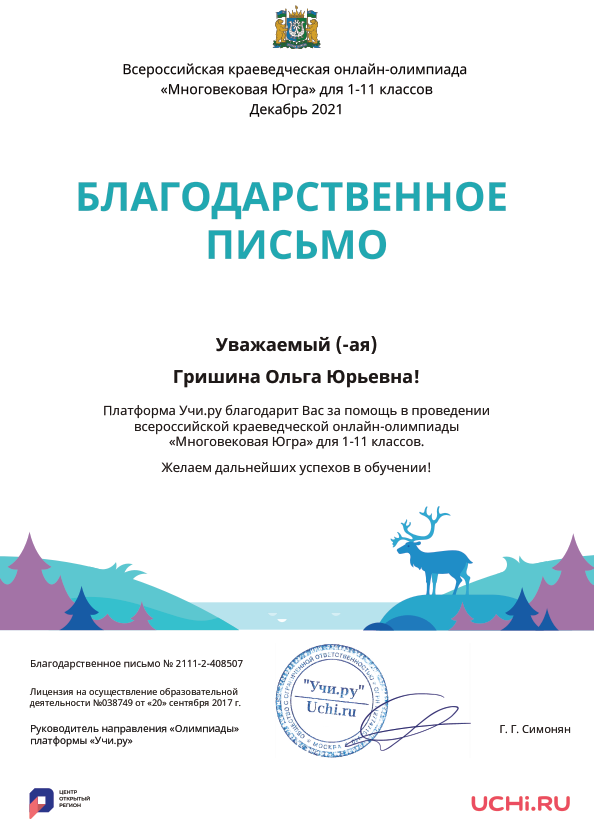 Всероссийская краеведческая онлайн-олимпиада
«Многовековая Югра» для 1-11 классов
Декабрь 2021
БЛАГОДАРСТВЕННОЕ
ПИСЬМО
Уважаемый (-ая)
Гришина Ольга Юрьевна!
Платформа Учи.ру благодарит Вас за помощь в проведении
всероссийской краеведческой онлайн-олимпиады
«Многовековая Югра» для 1-11 классов.
Желаем дальнейших успехов в обучении!
Благодарственное письмо № 2111-2-408507
Лицензия на осуществление образовательной
деятельности №038749 от «20» сентября 2017 г.
Руководитель направления «Олимпиады»
платформы «Учи.ру»
"Учи.ру"
Uchi.ru
МОСКВА
Г. Г. Симонян
ЦЕНТР
ОТКРЫТЫЙ
РЕГИОН
UCHi.RU